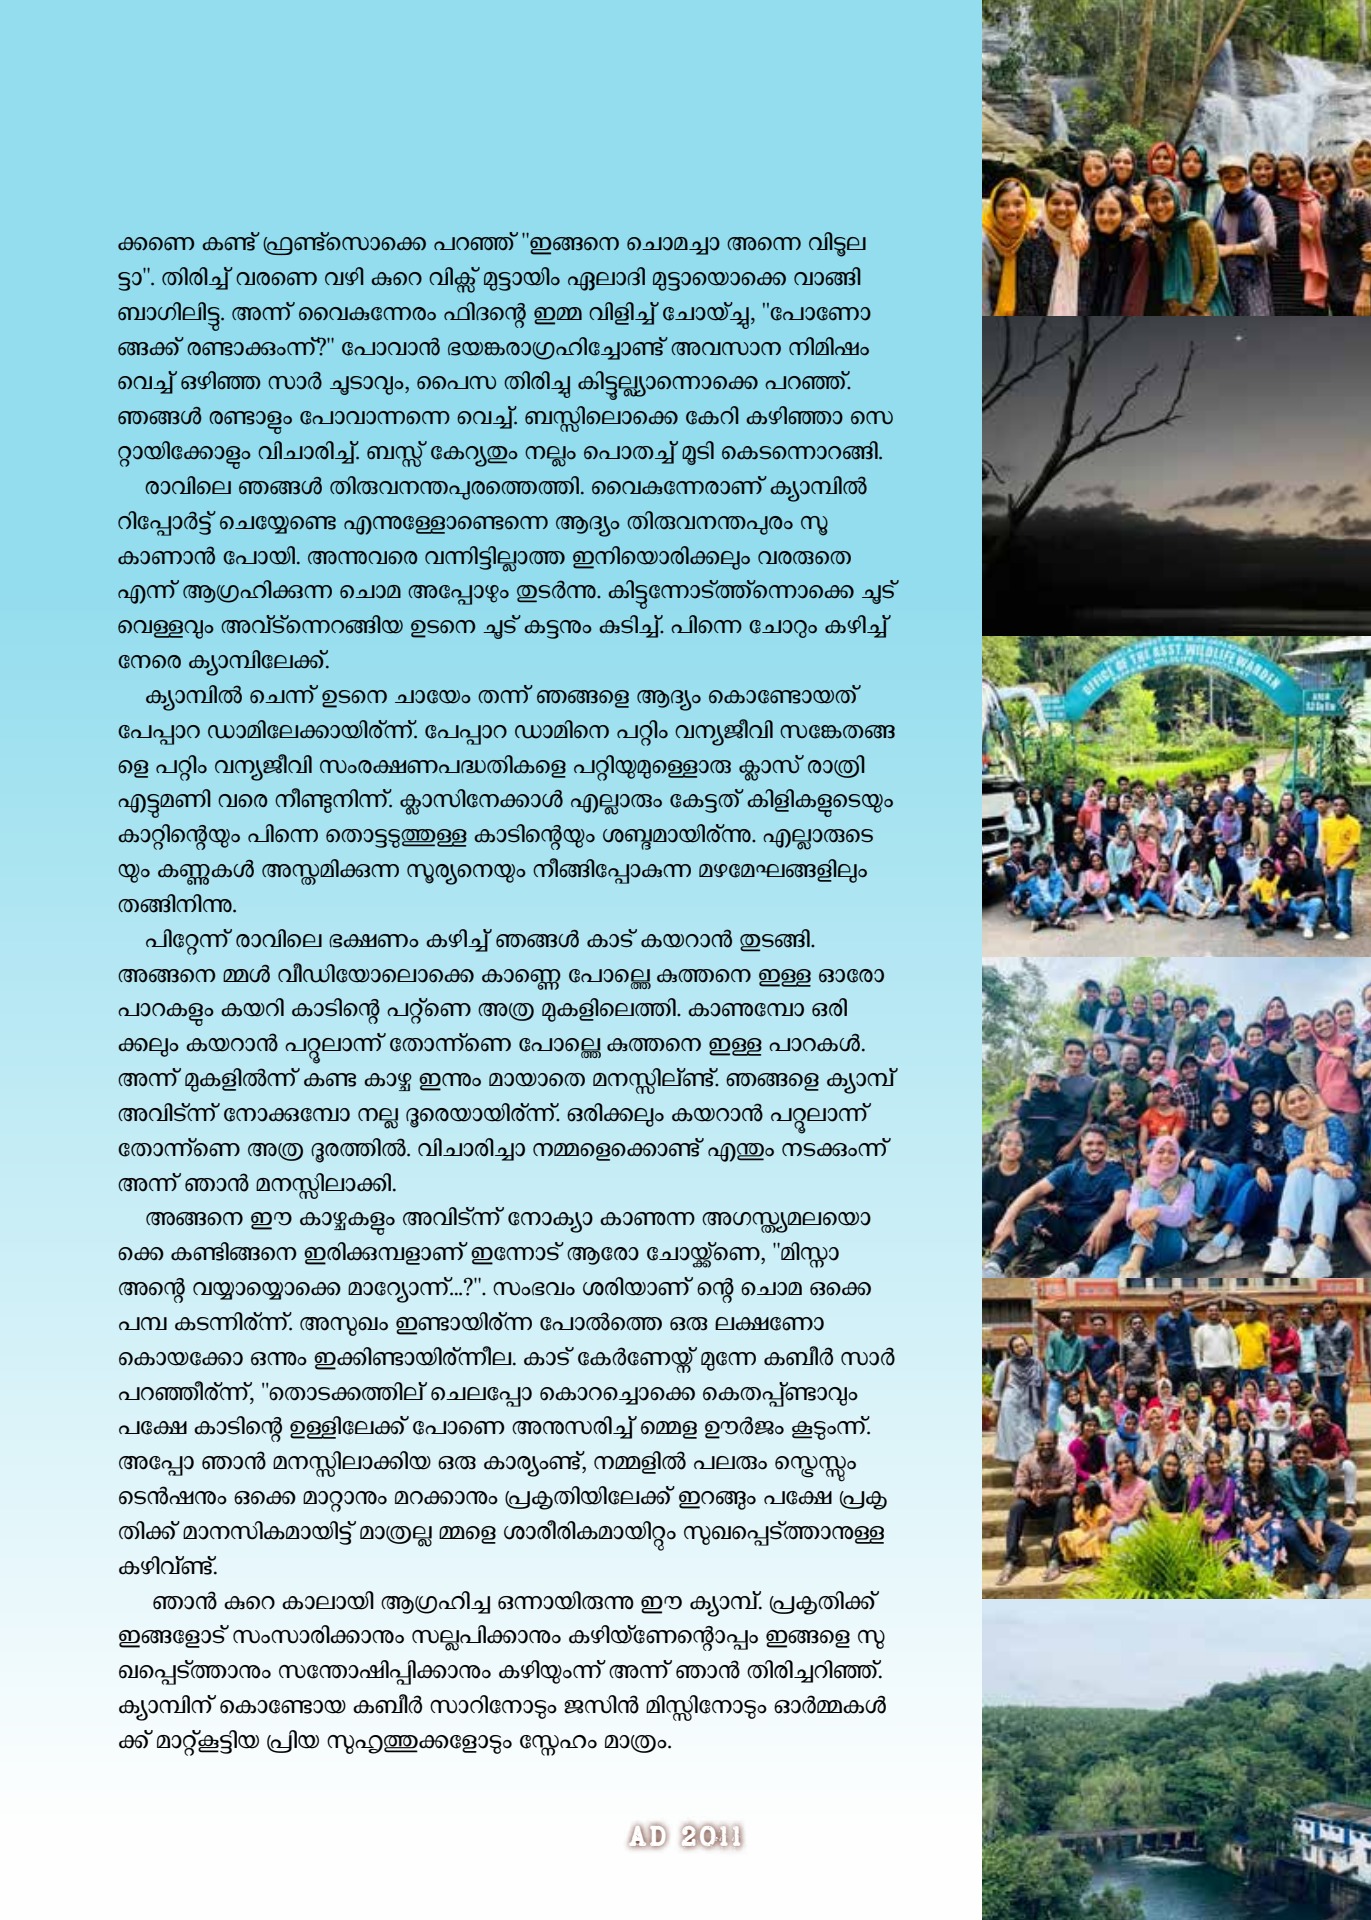 ക്കണെ കണ്ട് ഫ്രണ്ട്സൊക്കെ പറഞ്ഞ് "ഇങ്ങനെ ചൊമച്ചാ അന്നെ വിടൂല
ട്ടാ". തിരിച്ച് വരണെ വഴി കുറെ വിക്സ് മുട്ടായിം ഏലാദി മുട്ടായൊക്കെ വാങ്ങി
ബാഗിലിട്ടു. അന്ന് വൈകുന്നേരം ഫിദന്റെ ഇമ്മ വിളിച്ച് ചോയ്ച്ചു, "പോണോ
ങ്ങക്ക് രണ്ടാക്കുംന്ന്?" പോവാൻ ഭയങ്കരാഗ്രഹിച്ചോണ്ട് അവസാന നിമിഷം
വെച്ച് ഒഴിഞ്ഞ സാർ ചൂടാവും, പൈസ തിരിച്ചു കിട്ടൂല്ല്യാന്നൊക്കെ പറഞ്ഞ്.
ഞങ്ങൾ രണ്ടാളും പോവാന്നന്നെ വെച്ച്. ബസ്സിലൊക്കെ കേറി കഴിഞ്ഞാ സെ
റ്റായിക്കോളും വിചാരിച്ച്. ബസ്സ് കേറ്യതും നല്ലം പൊതച്ച് മൂടി കെടന്നൊറങ്ങി.
രാവിലെ ഞങ്ങൾ തിരുവനന്തപുരത്തെത്തി. വൈകുന്നേരാണ് ക്യാമ്പിൽ
റിപ്പോർട്ട് ചെയ്യേണ്ടെ എന്നുള്ളോണ്ടെന്നെ ആദ്യം തിരുവനന്തപുരം സൂ
കാണാൻ പോയി. അന്നുവരെ വന്നിട്ടില്ലാത്ത ഇനിയൊരിക്കലും വരരുതെ
എന്ന് ആഗ്രഹിക്കുന്ന ചൊമ അപ്പോഴും തുടർന്നു. കിട്ടുന്നോട്ത്ത്ന്നൊക്കെ ചൂട്
വെള്ളവും അവ്ട്ന്നെറങ്ങിയ ഉടനെ ചൂട് കട്ടനും കുടിച്ച്. പിന്നെ ചോറും കഴിച്ച്
നേരെ ക്യാമ്പിലേക്ക്.
ക്യാമ്പിൽ ചെന്ന് ഉടനെ ചായേം തന്ന് ഞങ്ങളെ ആദ്യം കൊണ്ടോയത്
പേപ്പാറ ഡാമിലേക്കായിര്ന്ന്. പേപ്പാറ ഡാമിനെ പറ്റിം വന്യജീവി സങ്കേതങ്ങ
ളെ പറ്റിം വന്യജീവി സംരക്ഷണപദ്ധതികളെ പറ്റിയുമുള്ളൊരു ക്ലാസ് രാത്രി
എട്ടുമണി വരെ നീണ്ടുനിന്ന്. ക്ലാസിനേക്കാൾ എല്ലാരും കേട്ടത് കിളികളുടെയും
കാറ്റിന്റെയും പിന്നെ തൊട്ടടുത്തുള്ള കാടിന്റെയും ശബ്ദമായിര്ന്നു. എല്ലാരുടെ
യും കണ്ണുകൾ അസ്തമിക്കുന്ന സൂര്യനെയും നീങ്ങിപ്പോകുന്ന മഴമേഘങ്ങളിലും
തങ്ങിനിന്നു.
പിറ്റേന്ന് രാവിലെ ഭക്ഷണം കഴിച്ച് ഞങ്ങൾ കാട് കയറാൻ തുടങ്ങി.
അങ്ങനെ മ്മൾ വീഡിയോലൊക്കെ കാണ്ണെ പോല്ത്തെ കുത്തനെ ഇള്ള ഓരോ
പാറകളും കയറി കാടിന്റെ പറ്റ്ണെ അത്ര മുകളിലെത്തി. കാണുമ്പോ ഒരി
ക്കലും കയറാൻ പറ്റൂലാന്ന് തോന്ന്ണെ പോല്ത്തെ കുത്തനെ ഇള്ള പാറകൾ.
അന്ന് മുകളിൽന്ന് കണ്ട കാഴ്ച ഇന്നും മായാതെ മനസ്സില്ണ്ട്. ഞങ്ങളെ ക്യാമ്പ്
അവിട്ന്ന് നോക്കുമ്പോ നല്ല ദൂരെയായിര്ന്ന്. ഒരിക്കലും കയറാൻ പറ്റൂലാന്ന്
തോന്ന്ണെ അത്ര ദൂരത്തിൽ. വിചാരിച്ചാ നമ്മളെക്കൊണ്ട് എന്തും നടക്കുംന്ന്
അന്ന് ഞാൻ മനസ്സിലാക്കി.
അങ്ങനെ ഈ കാഴ്ചകളും അവിട്ന്ന് നോക്യാ കാണുന്ന അഗസ്ത്യമലയൊ
ക്കെ കണ്ടിങ്ങനെ ഇരിക്കുമ്പളാണ് ഇന്നോട് ആരോ ചോയ്ക്ക്ണെ, "മിസ്നാ
അന്റെ വയ്യായ്യൊക്കെ മാറ്യോന്ന്...?". സംഭവം ശരിയാണ് ന്റെ ചൊമ ഒക്കെ
പമ്പ കടന്നിര്ന്ന്. അസുഖം ഇണ്ടായിര്ന്ന പോൽത്തെ ഒരു ലക്ഷണോ
കൊയക്കോ ഒന്നും ഇക്കിണ്ടായിര്ന്നീല. കാട് കേർണേയ്ന് മുന്നേ കബീർ സാർ
പറഞ്ഞീര്ന്ന്, "തൊടക്കത്തില് ചെലപ്പോ കൊറച്ചൊക്കെ കെതപ്പ്ണ്ടാവും
പക്ഷേ കാടിന്റെ ഉള്ളിലേക്ക് പോണെ അനുസരിച്ച് മ്മെള ഊർജം കൂടുംന്ന്.
അപ്പോ ഞാൻ മനസ്സിലാക്കിയ ഒരു കാര്യംണ്ട്, നമ്മളിൽ പലരും സ്ട്രെസ്സും
ടെൻഷനും ഒക്കെ മാറ്റാനും മറക്കാനും പ്രകൃതിയിലേക്ക് ഇറങ്ങും പക്ഷേ പ്രകൃ
തിക്ക് മാനസികമായിട്ട് മാത്രല്ല മ്മളെ ശാരീരികമായിറ്റും സുഖപ്പെട്ത്താനുള്ള
കഴിവ്ണ്ട്.
ഞാൻ കുറെ കാലായി ആഗ്രഹിച്ച ഒന്നായിരുന്നു ഈ ക്യാമ്പ്. പ്രകൃതിക്ക്
ഇങ്ങളോട് സംസാരിക്കാനും സല്ലപിക്കാനും കഴിയ്ണേന്റൊപ്പം ഇങ്ങളെ സു
ഖപ്പെട്ത്താനും സന്തോഷിപ്പിക്കാനും കഴിയുംന്ന് അന്ന് ഞാൻ തിരിച്ചറിഞ്ഞ്.
ക്യാമ്പിന് കൊണ്ടോയ കബീർ സാറിനോടും ജസിൻ മിസ്സിനോടും ഓർമ്മകൾ
ക്ക് മാറ്റ്കൂട്ടിയ പ്രിയ സുഹൃത്തുക്കളോടും സ്നേഹം മാത്രം.
OFFICE OF THE ASST. WILDLIFE WARDEN
AD 2011